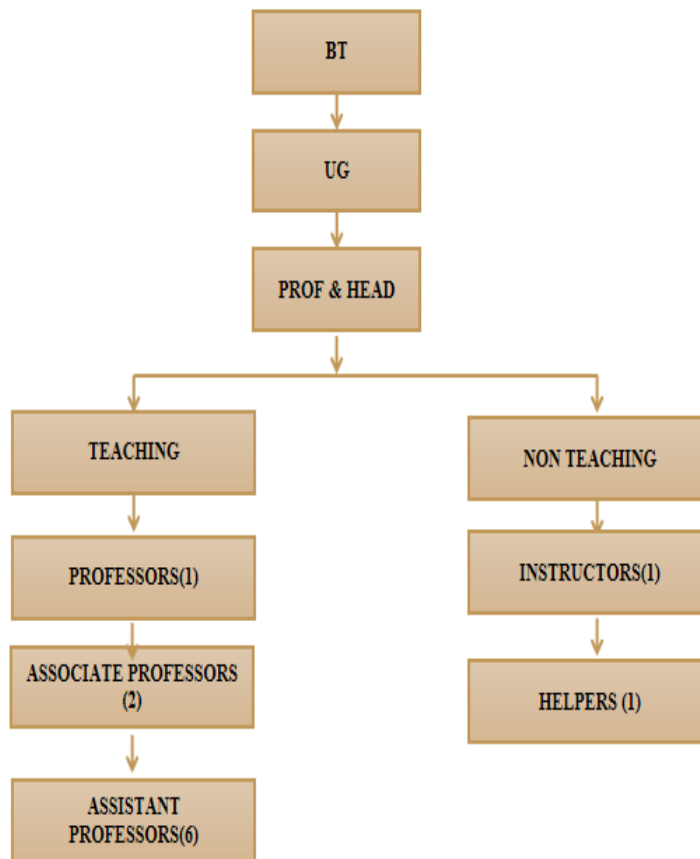 BT
UG
PROF & HEAD
TEACHING
NON TEACHING
PROFESSORS(1)
INSTRUCTORS(1)
ASSOCIATE PROFESSORS
(2)
HELPERS (1)
ASSISTANT
PROFESSORS(6)